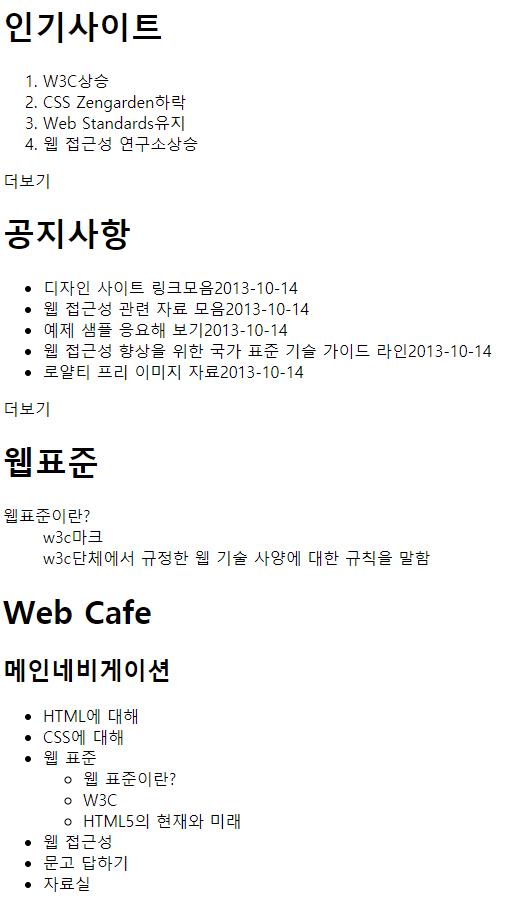 인기사이트
1. W3C상승
2. CSS Zengarden하락
3. Web Standards유지
4. 웹 접근성 연구소상승
더보기
공지사항
디자인 사이트 링크모음2013-10-14
웹 접근성 관련 자료 모음2013-10-14
예제 샘플 응요해 보기2013-10-14
웹 접근성 향상을 위한 국가 표준 기술 가이드 라인2013-10-14
로얄티 프리 이미지 자료2013-10-14
더보기
웹표준
웹표준이란?
w3c마크
w3c단체에서 규정한 웹 기술 사양에 대한 규칙을 말함
Web Cafe
메인네비게이션
HTML에 대해
CSS에 대해
웹 표준
웹 표준이란?
W3C
HTML5의 현재와 미래
웹 접근성
문고 답하기
자료실